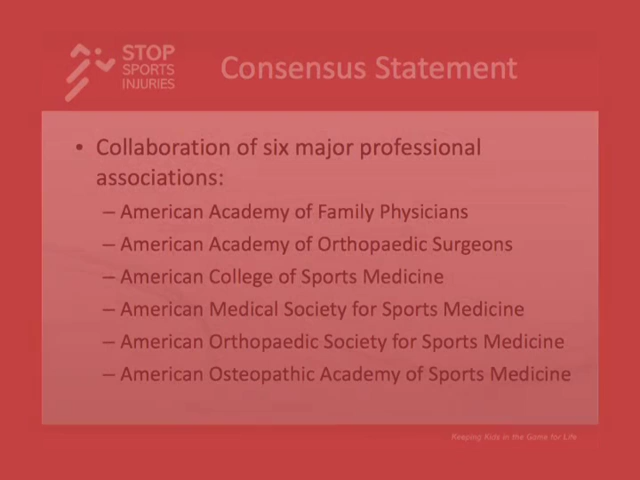 STOP
SPORTS
INJURIES
Consensus Statement
• Collaboration of six major professional
associations:
– American Academy of Family Physicians
– American Academy of Orthopaedic Surgeons
– American College of Sports Medicine
– American Medical Society for Sports Medicine
– American Orthopaedic Society for Sports Medicine
– American Osteopathic Academy of Sports Medicine
Keeping Kids in the Game for Life